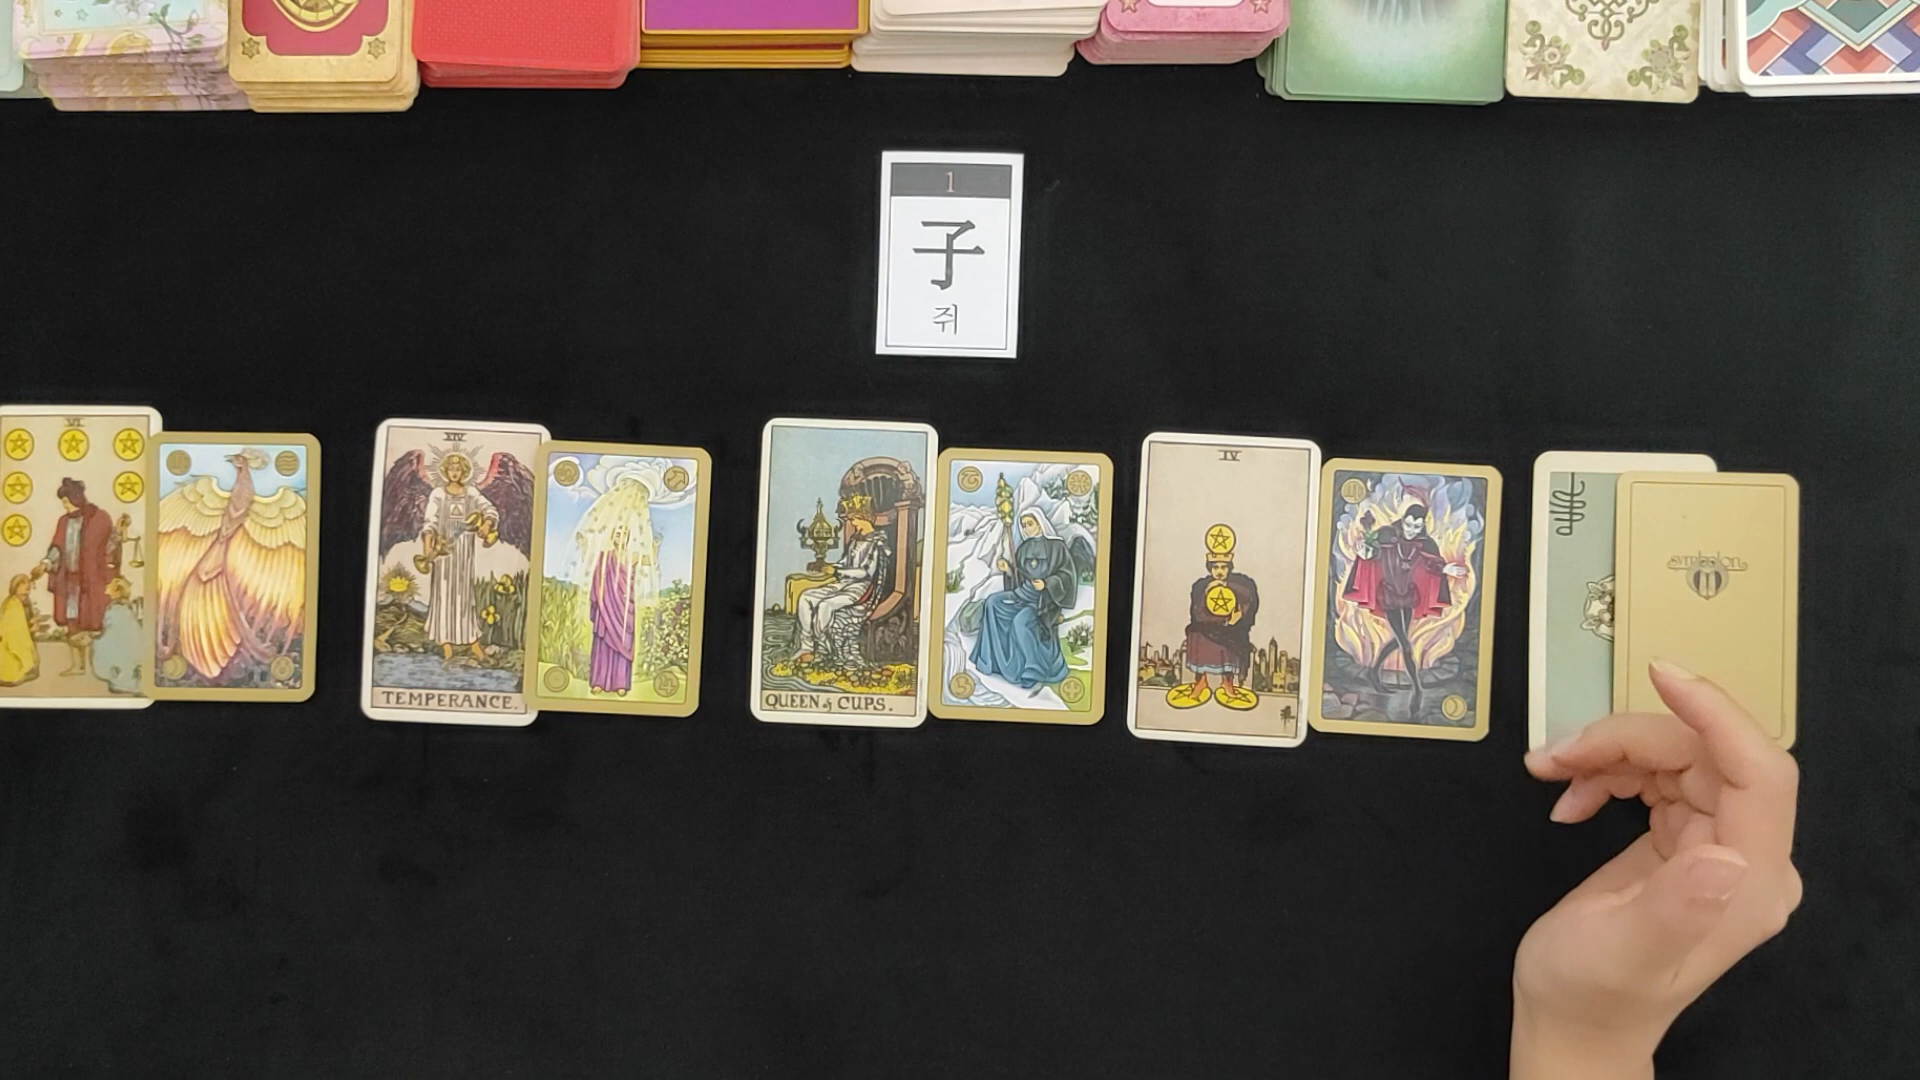 1
子
쥐
VI
XIV
TEMPERANCE.
QUEEN of CUPS.
IV
symbolon